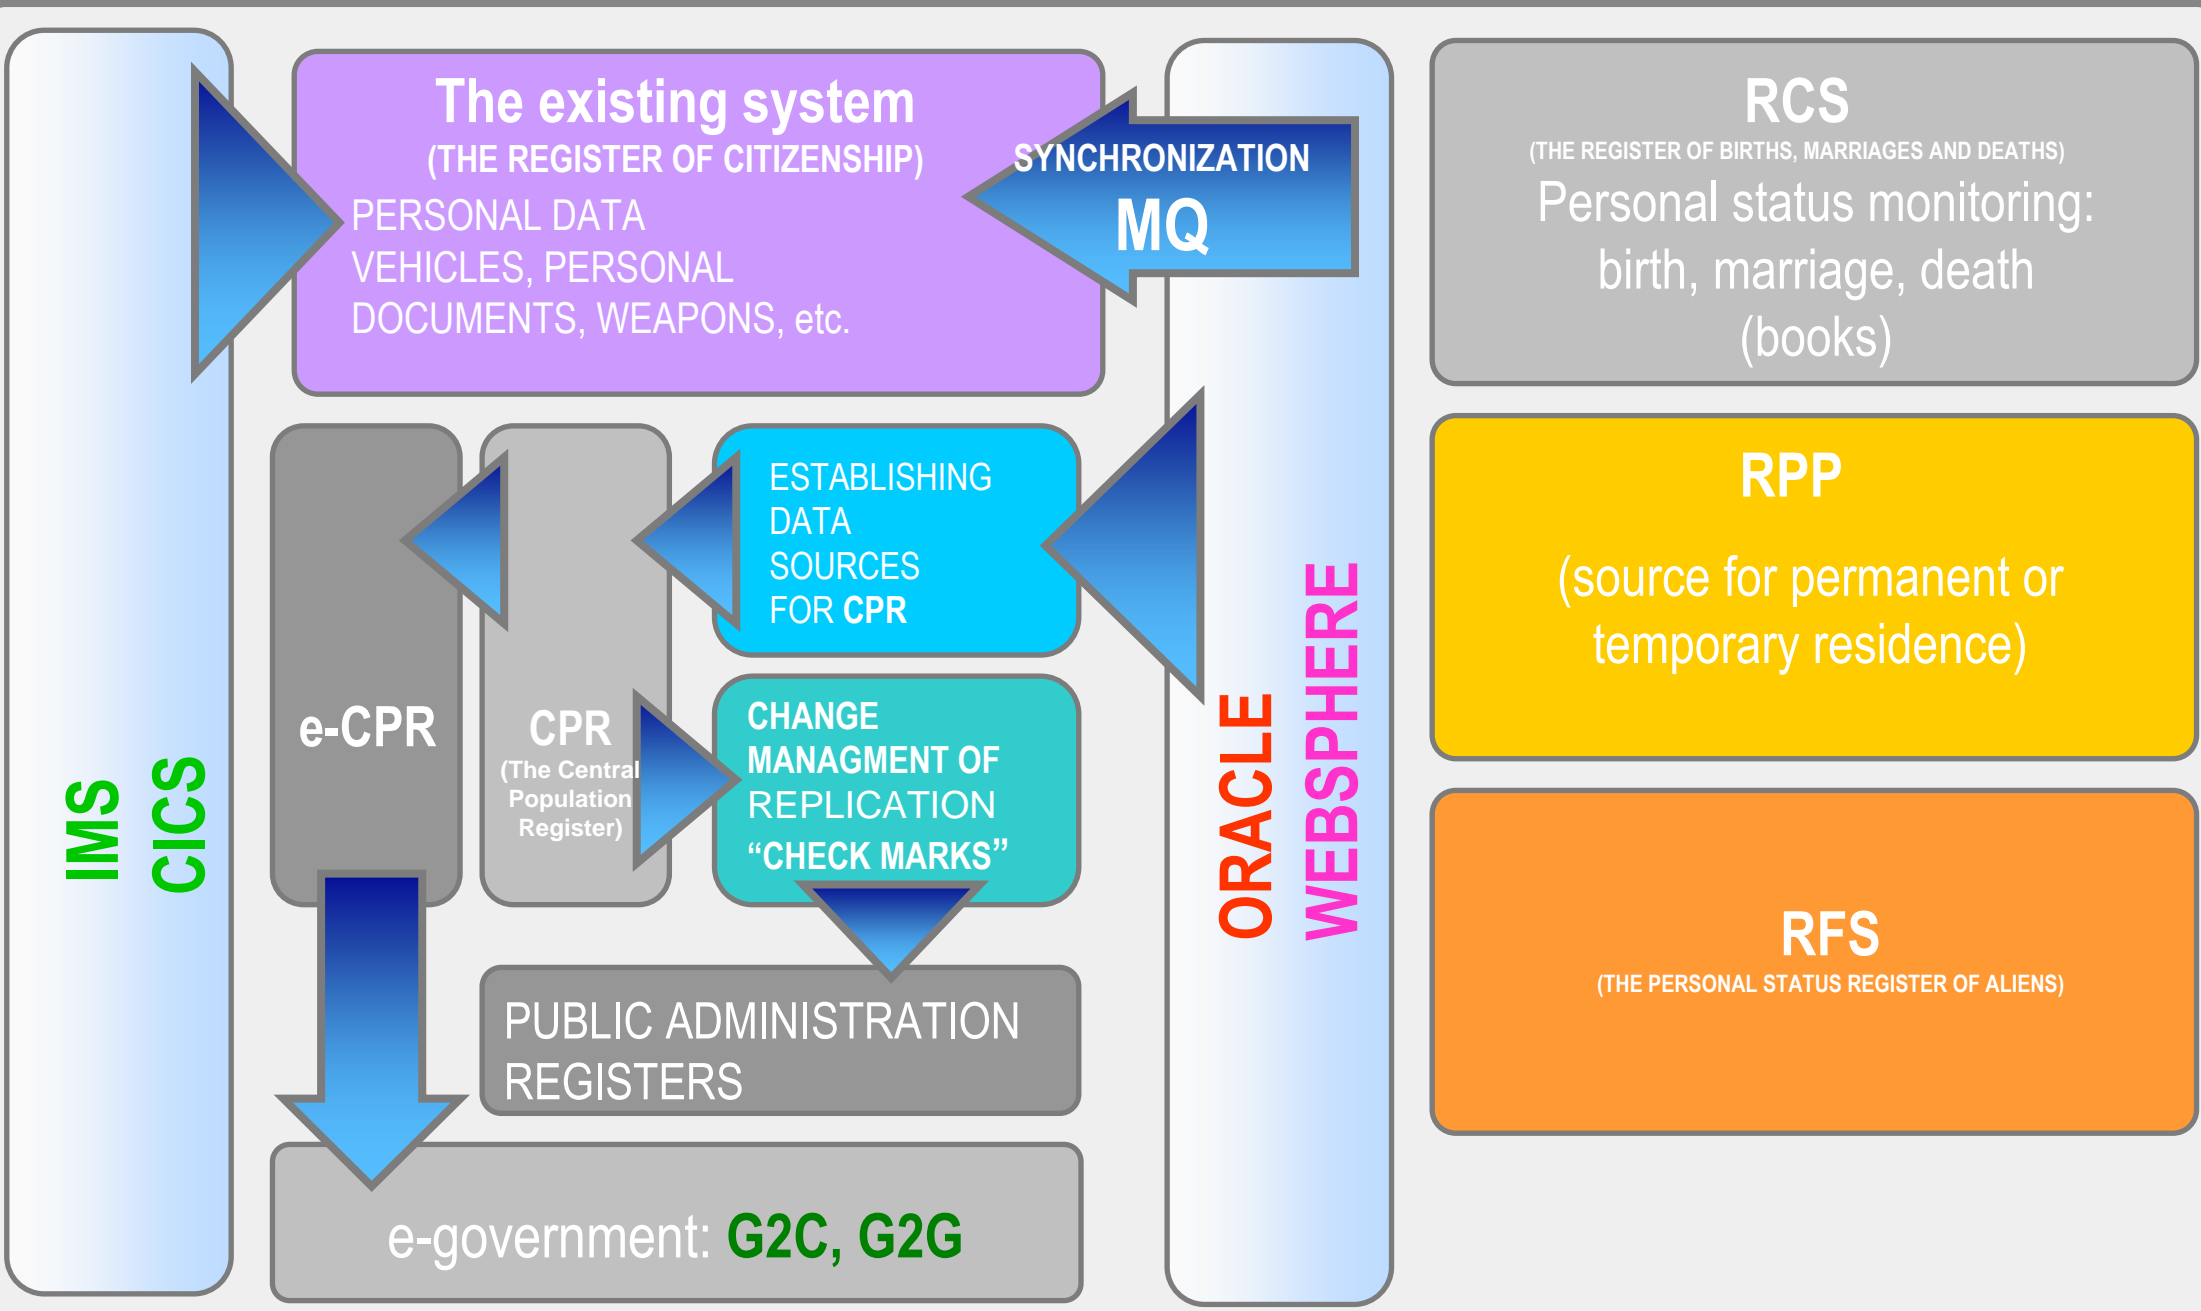 The existing system
(THE REGISTER OF CITIZENSHIP)
PERSONAL DATA
VEHICLES, PERSONAL
DOCUMENTS, WEAPONS, etc.
SYNCHRONIZATION
MQ
RCS
(THE REGISTER OF BIRTHS, MARRIAGES AND DEATHS)
Personal status monitoring:
birth, marriage, death
(books)
IMS
CICS
e-CPR
CPR
(The Central
Population
Register)
ESTABLISHING
DATA
SOURCES
FOR CPR
CHANGE
MANAGMENT OF
REPLICATION
“CHECK MARKS”
ORACLE
WEBSPHERE
RPP
(source for permanent or
temporary residence)
RFS
(THE PERSONAL STATUS REGISTER OF ALIENS)
PUBLIC ADMINISTRATION
REGISTERS
e-government: G2C, G2G